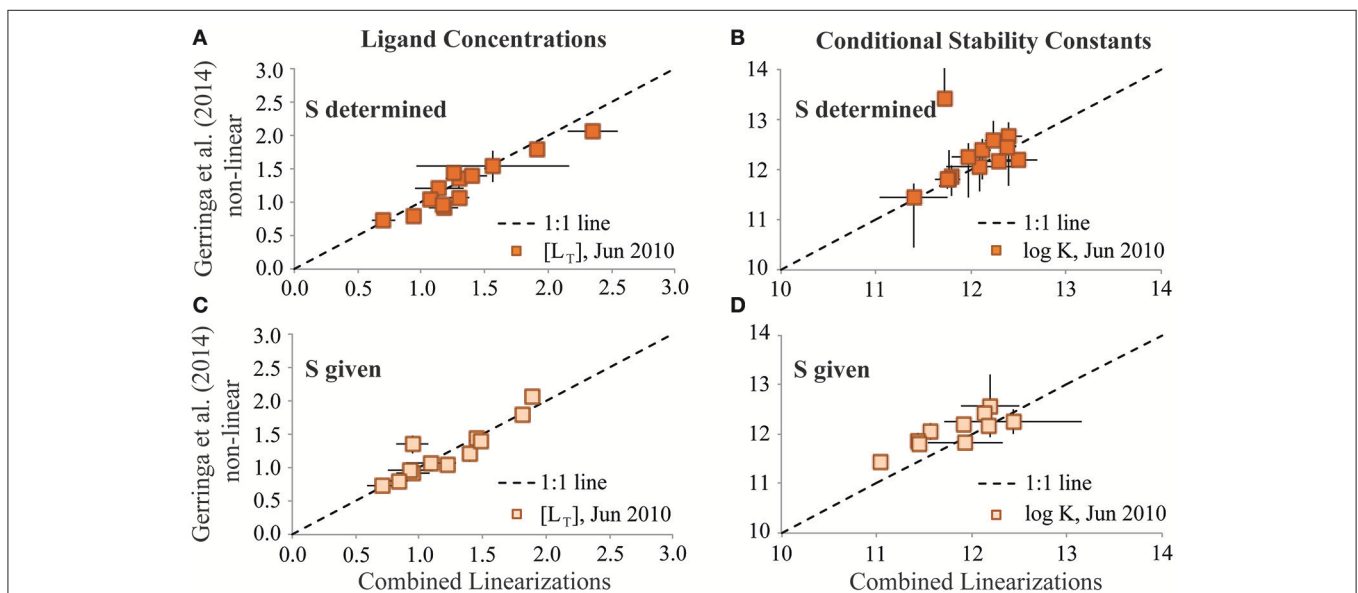 A
Ligand Concentrations
Gerringa et al. (2014)
non-linear
3.0
2.5
2.0
1.5
1.0
0.5
0.0
S determined
1:1 line
[LT], Jun 2010
0.0 0.5 1.0 1.5 2.0 2.5 3.0
B
Conditional Stability Constants
14
13
12
11
10
S determined
1:1 line
log K, Jun 2010
10 11 12 13 14
C
Gerringa et al. (2014)
non-linear
3.0
2.5
2.0
1.5
1.0
0.5
0.0
S given
1:1 line
[LT], Jun 2010
0.0 0.5 1.0 1.5 2.0 2.5 3.0
Combined Linearizations
D
14
13
12
11
10
S given
1:1 line
log K, Jun 2010
10 11 12 13 14
Combined Linearizations